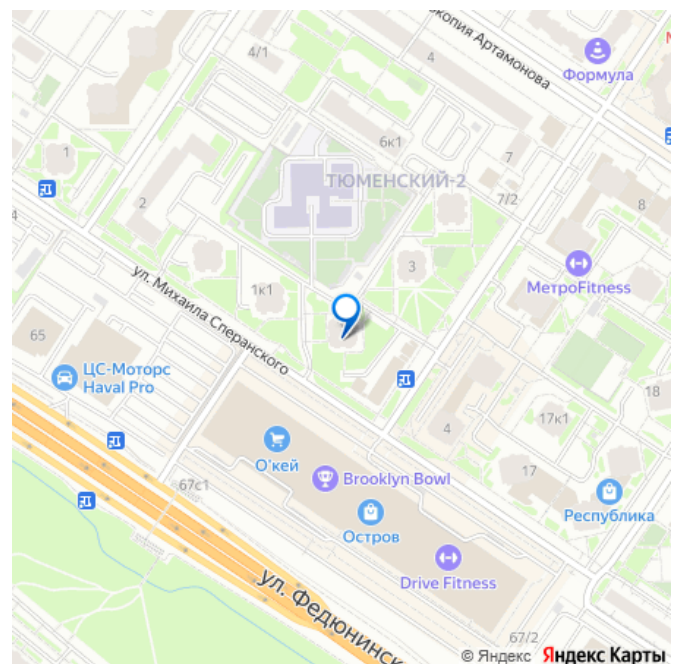 4/1
4
окопия Артамонова
Формула
6к1
7
1
ТЮМЕНСКИЙ-2
2
7/2
8
4
3
МетроFitness
1к1
ул. Михаила Сперанского
65
ЦС-Моторс
Haval Pro
18
17к1
4
О'кей
17
Brooklyn Bowl
67с1
Республика
Остров
Drive Fitness
ул. Федюнинск
67/2
© Яндекс Яндекс Карты